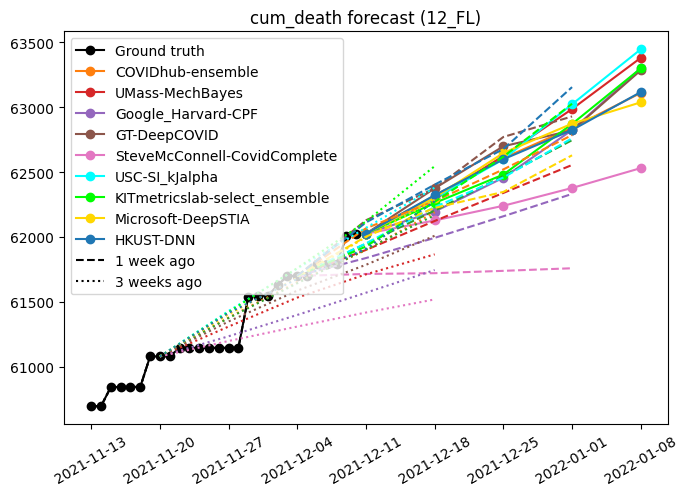 cum_death forecast (12_FL)
63500
63000
62500
62000
61500
61000
Ground truth
COVIDhub-ensemble
UMass-MechBayes
Google_Harvard-CPF
GT-DeepCOVID
SteveMcConnell-CovidComplete
USC-SI_kJalpha
KITmetricslab-select_ensemble
Microsoft-DeepSTIA
HKUST-DNN
1 week ago
3 weeks ago
2021-11-13
2021-11-20
2021-11-27
2021-12-04
2021-12-11
2021-12-18
2021-12-25
2022-01-01
2022-01-08